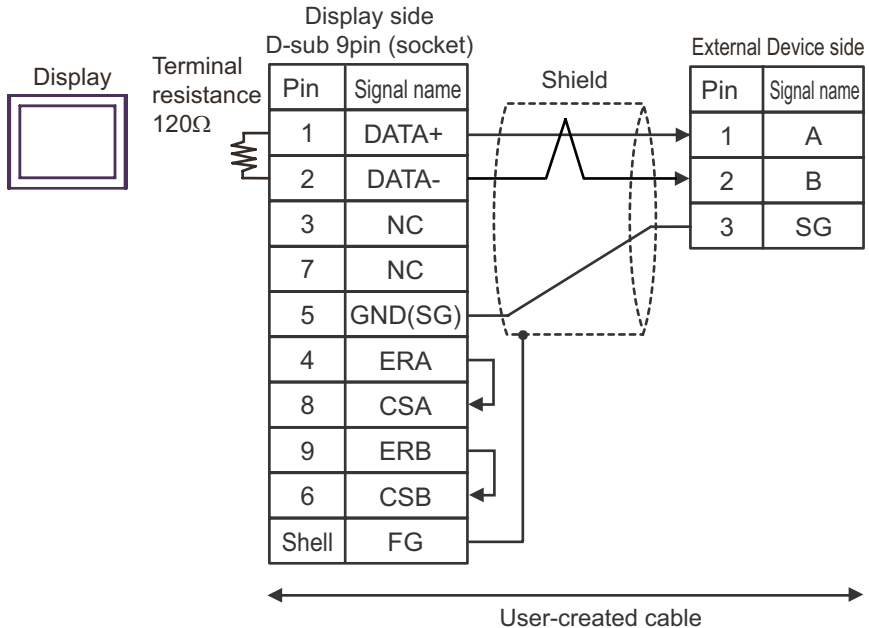 Display side
D-sub 9pin (socket)
External Device side
Display
Terminal
resistance
120Ω
Shield
Pin Signal name
1 DATA+
2 DATA-
3 NC
7 NC
5 GND(SG)
4 ERA
8 CSA
9 ERB
6 CSB
Shell FG
Pin Signal name
1 A
2 B
3 SG
User-created cable